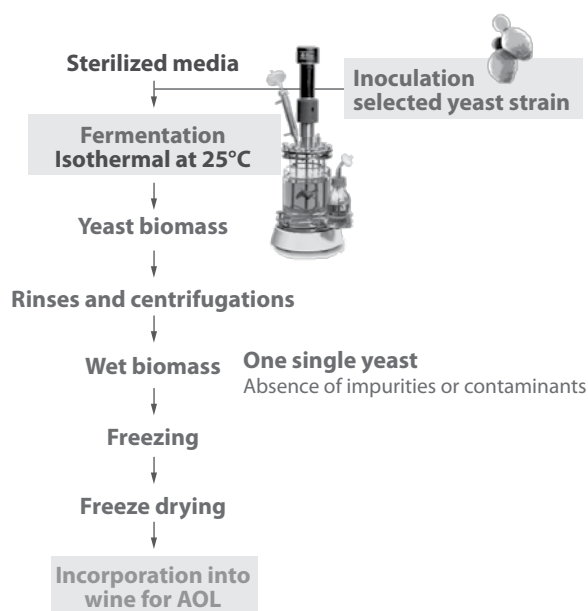 Sterilized media
Inoculation
selected yeast strain
Fermentation
Isothermal at 25°C
Yeast biomass
Rinses and centrifugations
Wet biomass
One single yeast
Absence of impurities or contaminants
Freezing
Freeze drying
Incorporation into
wine for AOL